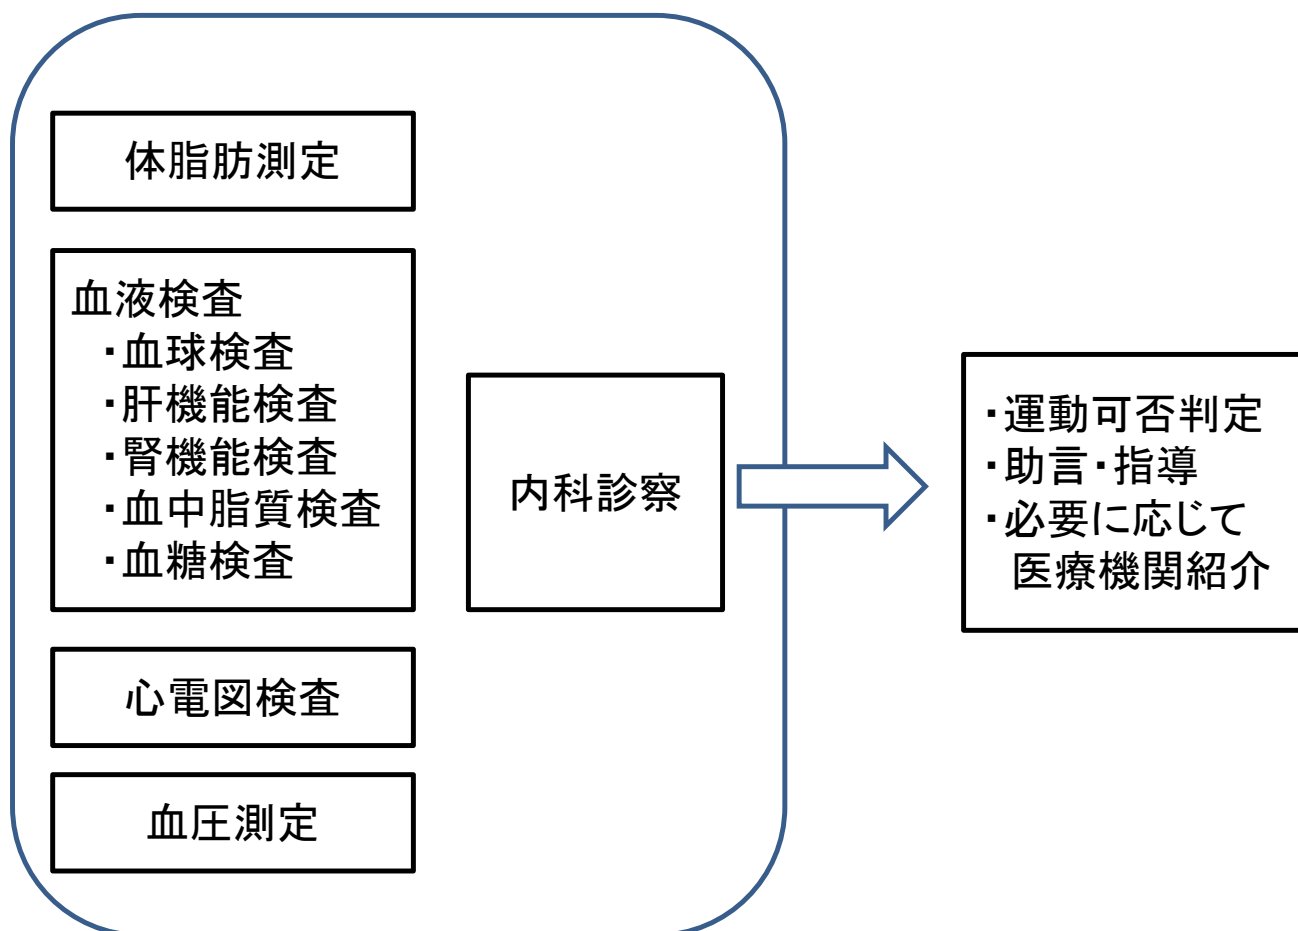 体脂肪測定
血液検査
・血球検査
・肝機能検査
・腎機能検査
・血中脂質検査
・血糖検査
心電図検査
血圧測定
内科診察
・運動可否判定
・助言・指導
・必要に応じて
医療機関紹介